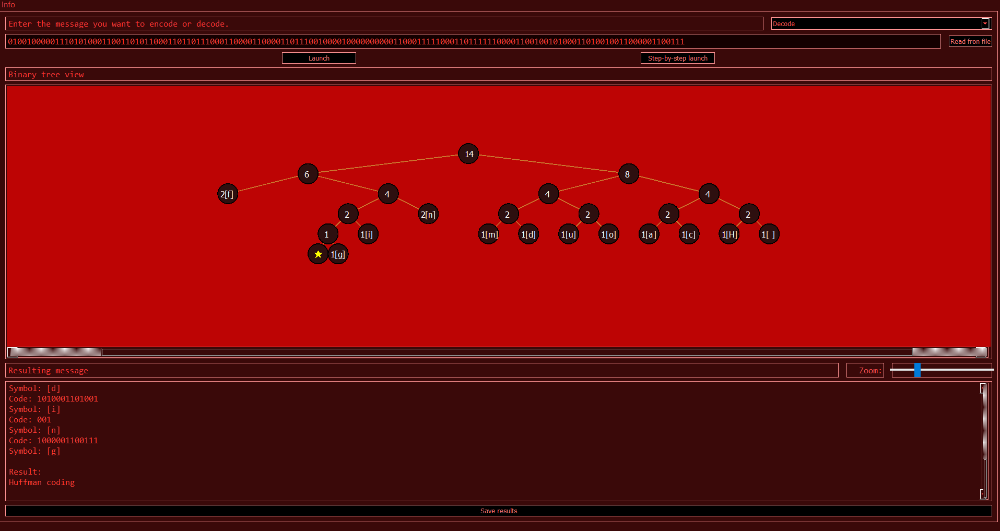 Info
Enter the message you want to encode or decode.
Decode
010010000011101010001100110101100011011011100011000011000011011100100001000000000011000111110001101111110000110010010100011010010011000001100111
Read fron file
Launch
Step-by-step launch
Binary tree view
14
6
8
2[f]
4
4
4
2
2[n]
2
2
2
2
1
1[i]
1[m]
1[d]
1[u]
1[o]
1[a]
1[c]
1[H]
1[ ]
1[g]
Resulting message
Zoom:
Symbol: [d]
Code: 1010001101001
Symbol: [i]
Code: 001
Symbol: [n]
Code: 1000001100111
Symbol: [g]
Result:
Huffman coding
Save results